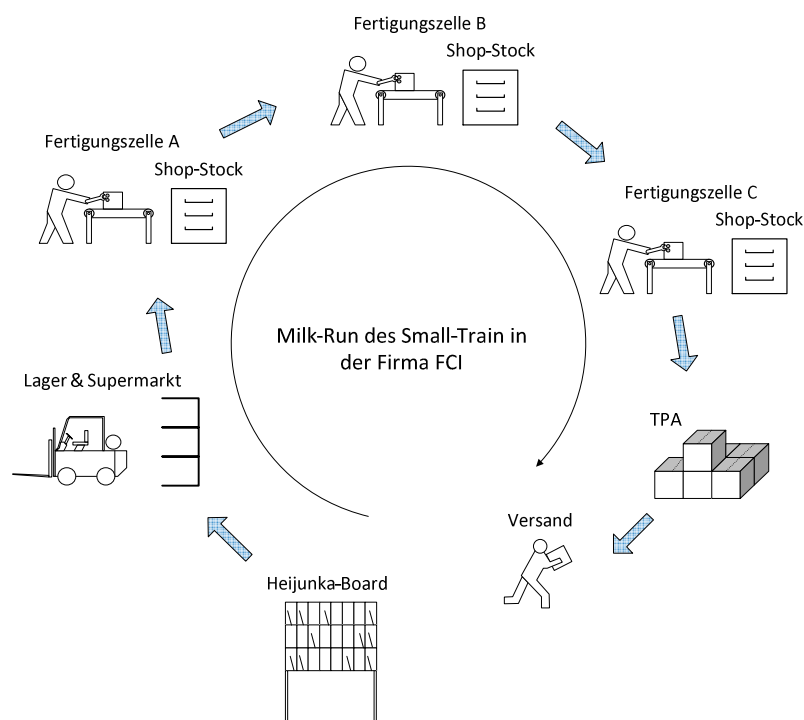 Fertigungszelle B
Shop-Stock
Fertigungszelle A
Shop-Stock
Fertigungszelle C
Shop-Stock
Milk-Run des Small-Train in
der Firma FCI
Lager & Supermarkt
TPA
Versand
Heijunka-Board